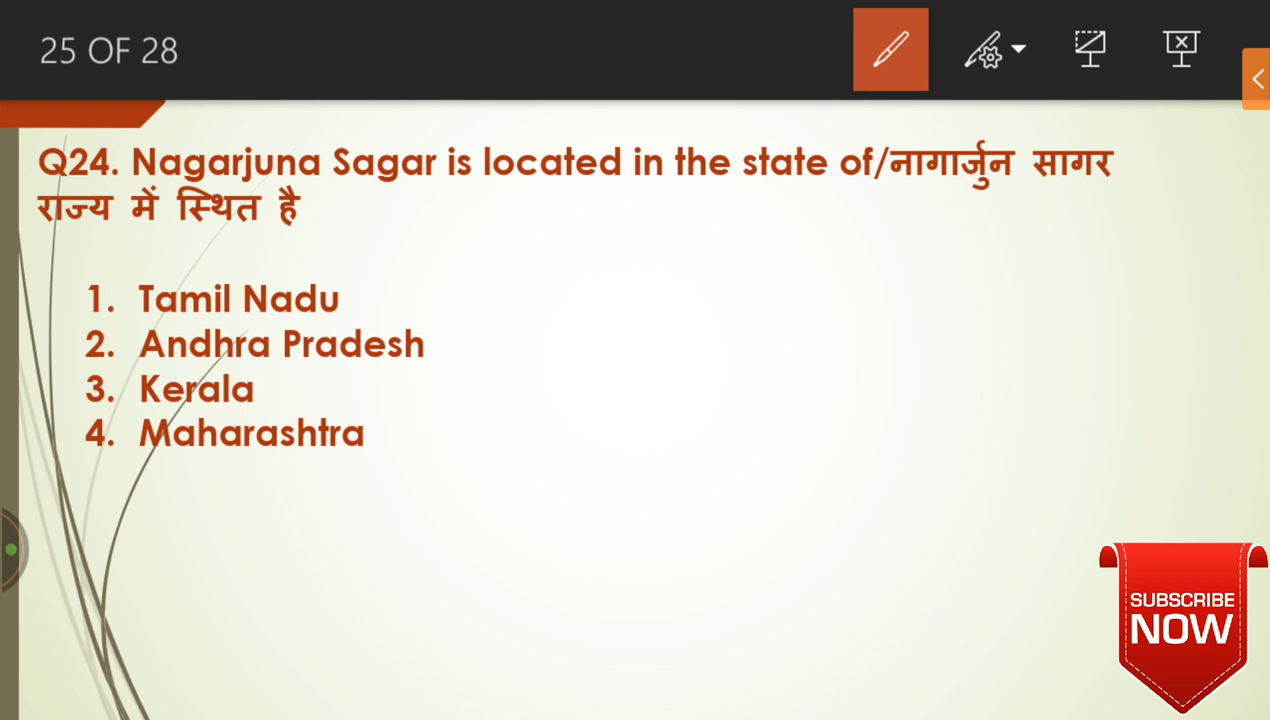 25 OF 28
Q24. Nagarjuna Sagar is located in the state of/नागार्जुन सागर
राज्य में स्थित है
1. Tamil Nadu
2. Andhra Pradesh
3. Kerala
4. Maharashtra
SUBSCRIBE
NOW